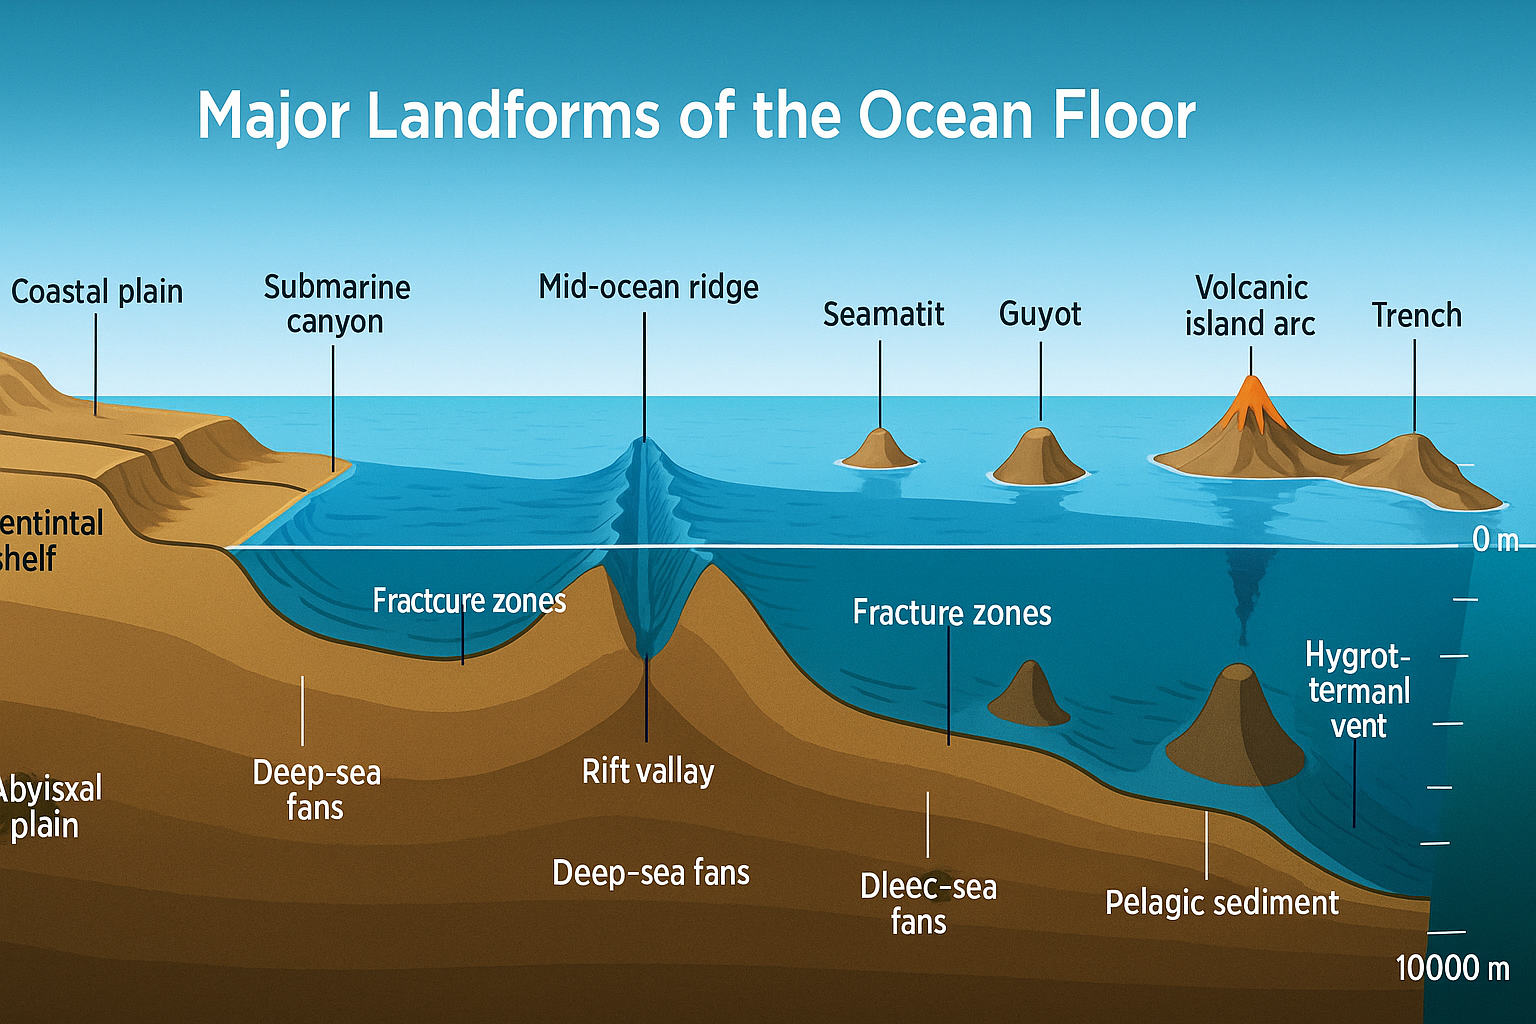 Major Landforms of the Ocean Floor
Coastal plain
Submarine
canyon
Mid-ocean ridge
Seamatit
Guyot
Volcanic
island arc
Trench
entintal
shelf
0 m
Fractcure zones
Fracture zones
Hygrot-
termanl
vent
Abyisxal
plain
Deep-sea
fans
Rift vallay
Deep-sea fans
Dleec-sea
fans
Pelagic sediment
10000 m